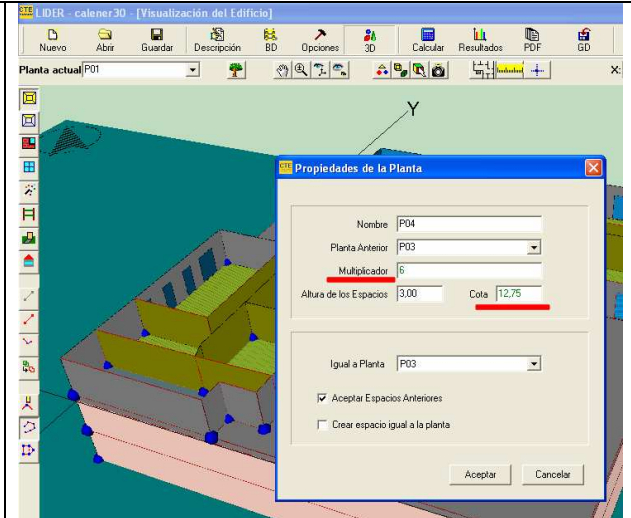 CTE LIDER - calener30 - [Visualización del Edificio]
Nuevo Abrir Guardar Descripción BD Opciones 3D Calcular Resultados PDF GD
Planta actual P01 X:
Y
CTE Propiedades de la Planta
Nombre P04
Planta Anterior P03
Multiplicador 6
Altura de los Espacios 3,00 Cota 12,75
Igual a Planta P03
Aceptar Espacios Anteriores
Crear espacio igual a la planta
Aceptar Cancelar